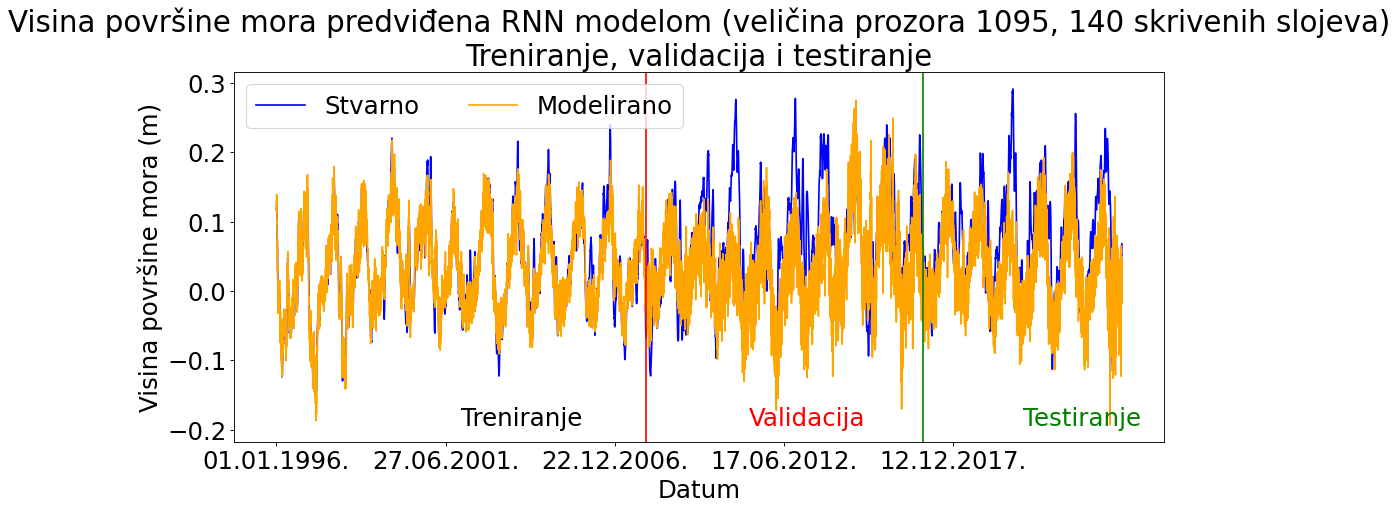 Visina površine mora predviđena RNN modelom (veličina prozora 1095, 140 skrivenih slojeva)
Treniranje, validacija i testiranje
Stvarno
Modelirano
Visina površine mora (m)
0.3
0.2
0.1
0.0
−0.1
−0.2
Treniranje
Validacija
Testiranje
01.01.1996.
27.06.2001.
22.12.2006.
17.06.2012.
12.12.2017.
Datum